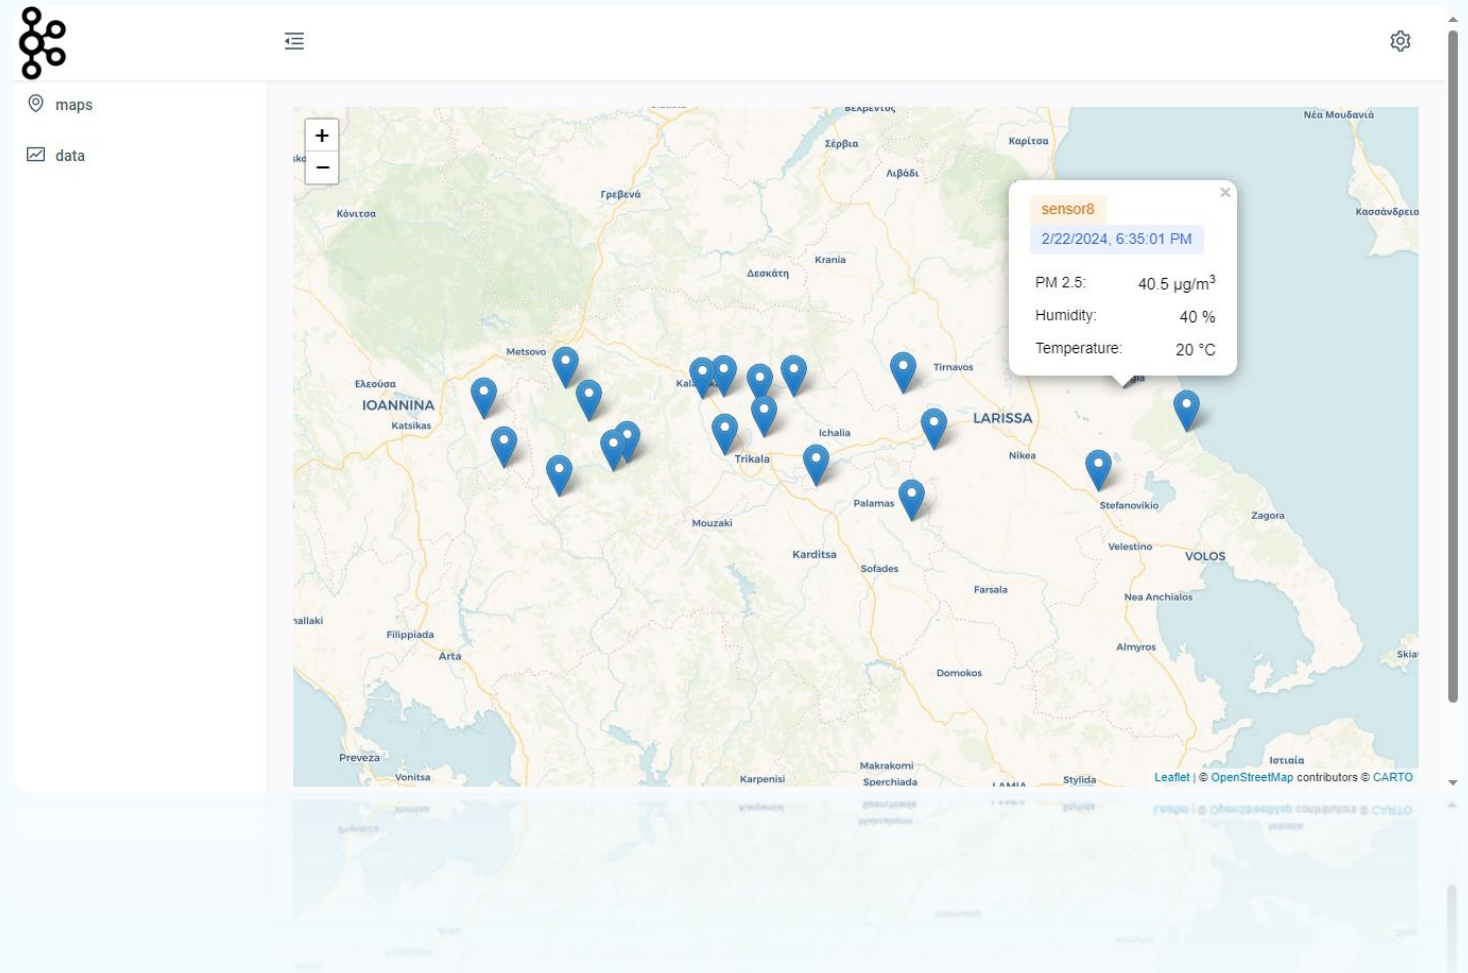 maps
data
+
−
Νέα Μουδανιά
Σέρβια
Καρίτσα
Λιβάδι
Γρεβενά
Κόνιτσα
Κασσάνδρεια
sensor8
×
2/22/2024, 6:35:01 PM
PM 2.5: 40.5 µg/m³
Humidity: 40 %
Temperature: 20 °C
Krania
Δεσκάτη
Metsovo
Tirnavos
Ελεούσα
IOANNINA
Katsikas
LARISSA
Ichalia
Trikala
Nikea
Palamas
Stefanovikio
Zagora
Mouzaki
Karditsa
Velestino
VOLOS
Sofades
Farsala
Nea Anchialos
Filippiada
Arta
Almyros
Domokos
Preveza
Vonitsa
Karpenisi
Makrakomi
Sperchiada
LAMIA
Stylida
Ιστιαία
Leaflet | © OpenStreetMap contributors © CARTO